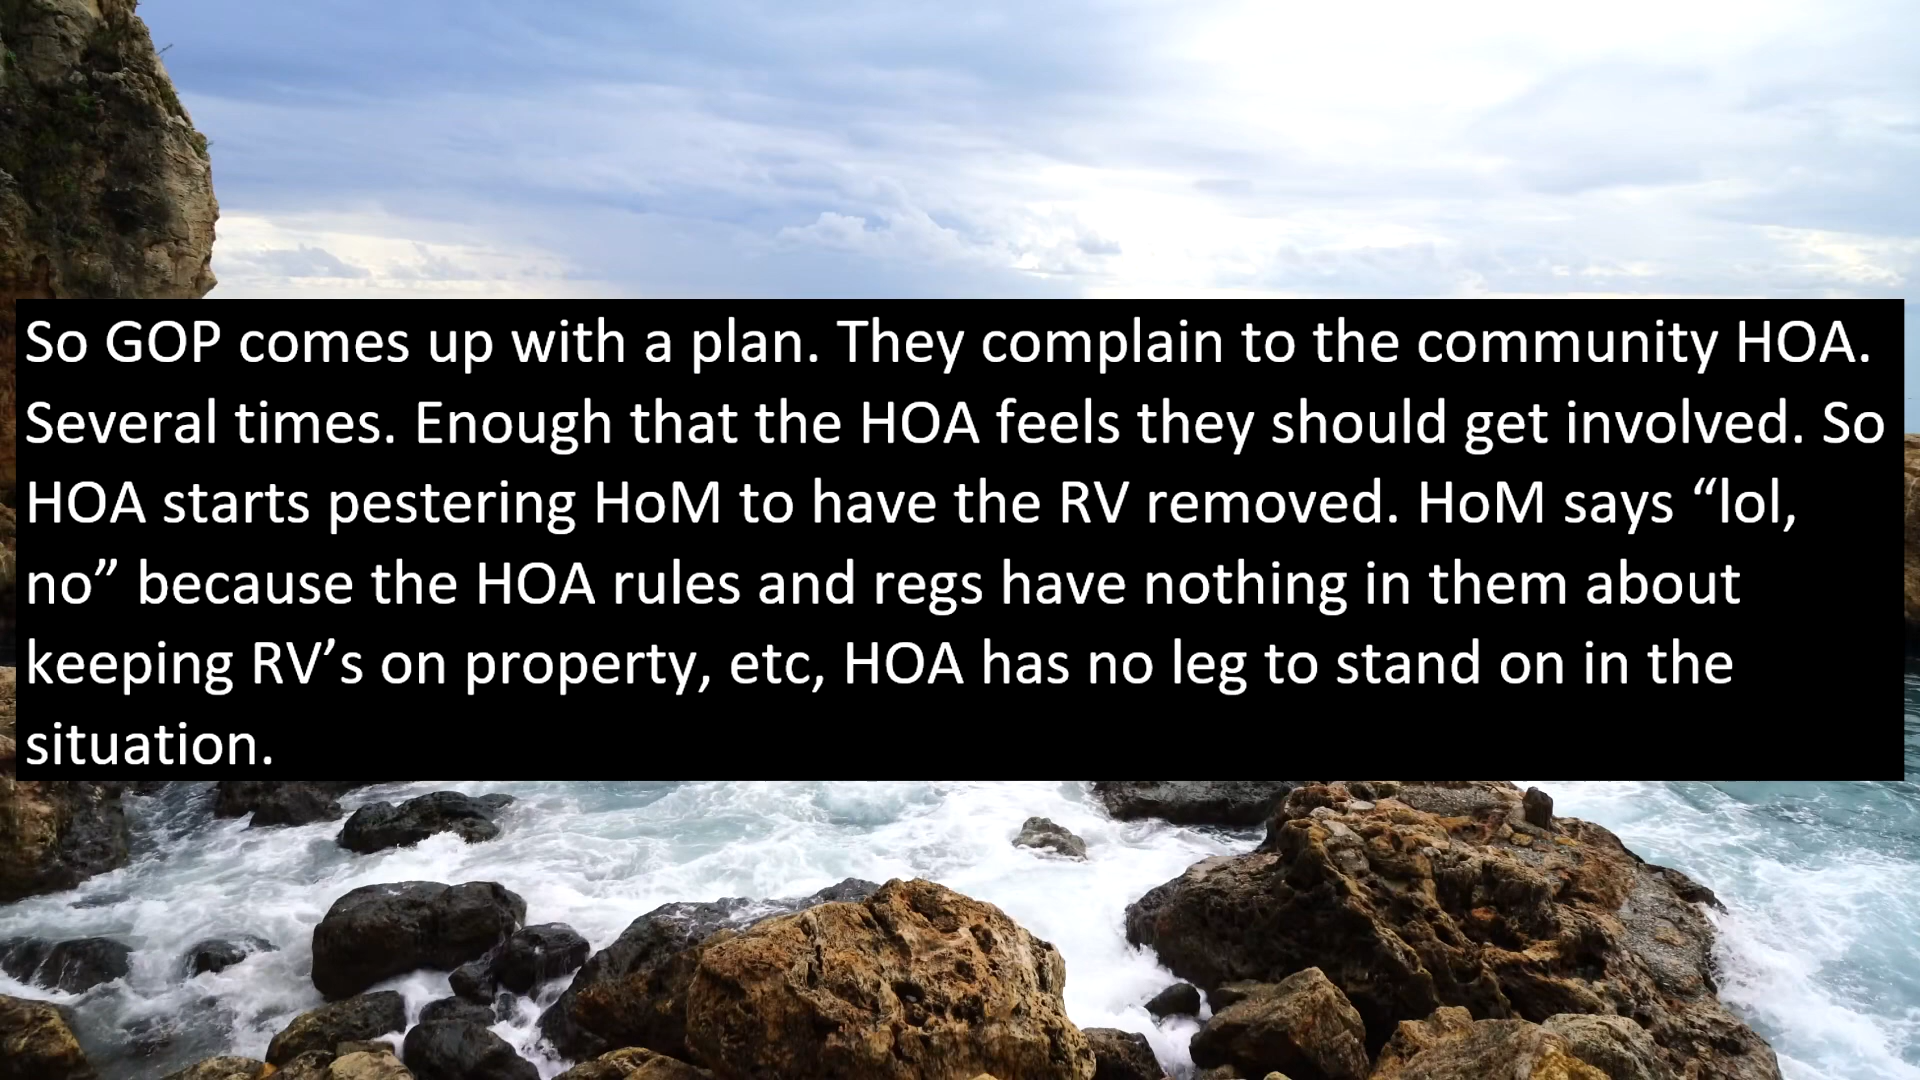 So GOP comes up with a plan. They complain to the community HOA.
Several times. Enough that the HOA feels they should get involved. So
HOA starts pestering HoM to have the RV removed. HoM says “lol,
no” because the HOA rules and regs have nothing in them about
keeping RV’s on property, etc, HOA has no leg to stand on in the
situation.